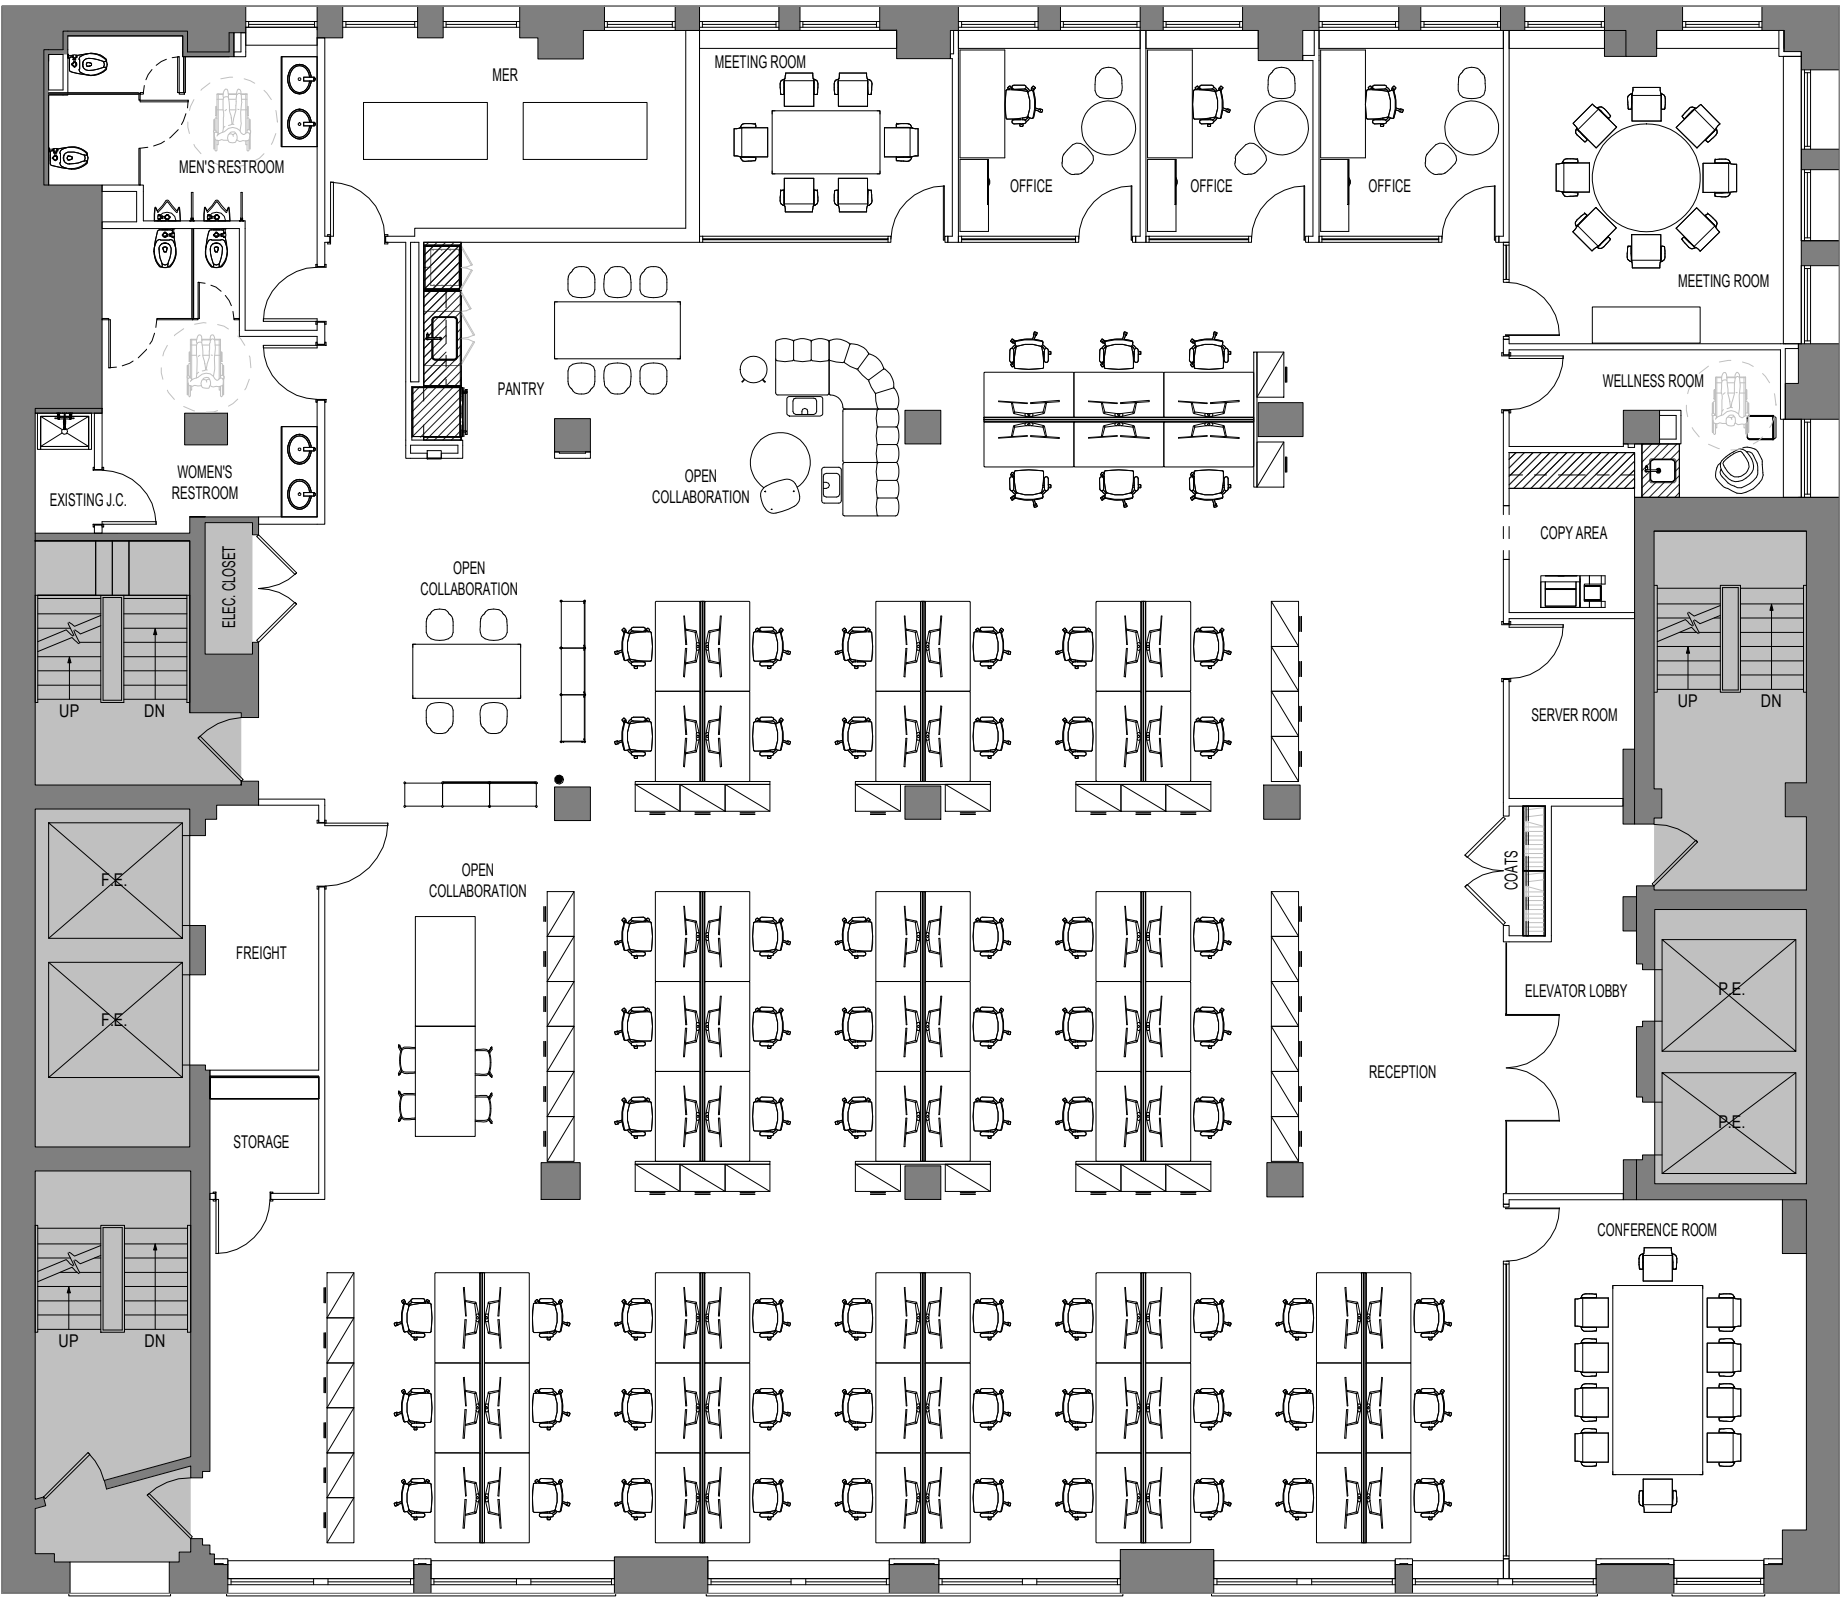 MER
MEETING ROOM
MEN'S RESTROOM
OFFICE
OFFICE
OFFICE
MEETING ROOM
PANTRY
WELLNESS ROOM
WOMEN'S
RESTROOM
EXISTING J.C.
OPEN
COLLABORATION
COPY AREA
ELEC. CLOSET
OPEN
COLLABORATION
UP
DN
UP
DN
SERVER ROOM
F.E.
OPEN
COLLABORATION
COATS
FREIGHT
ELEVATOR LOBBY
P.E.
F.E.
RECEPTION
P.E.
STORAGE
CONFERENCE ROOM
UP
DN